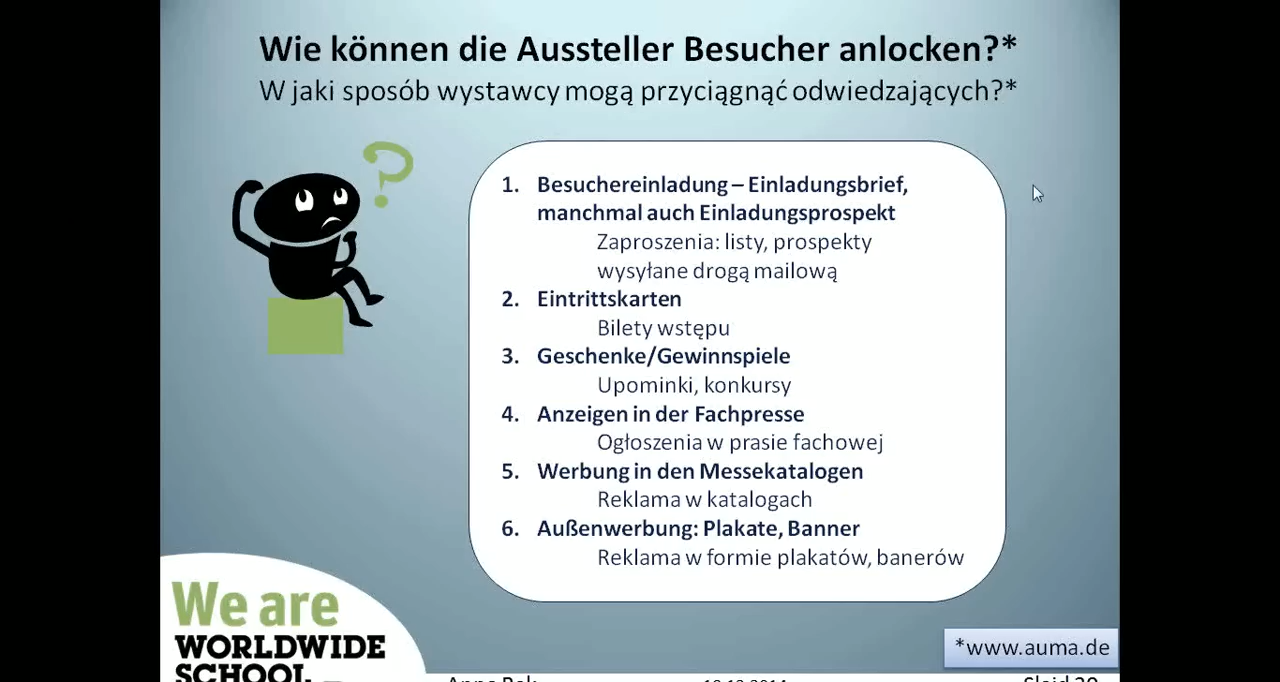 Wie können die Aussteller Besucher anlocken?*
W jaki sposób wystawcy mogą przyciągnąć odwiedzających?*
?
1. Besuchereinladung – Einladungsbrief,
manchmal auch Einladungsprospekt
Zaproszenia: listy, prospekty
wysyłane drogą mailową
2. Eintrittskarten
Bilety wstępu
3. Geschenke/Gewinnspiele
Upominki, konkursy
4. Anzeigen in der Fachpresse
Ogłoszenia w prasie fachowej
5. Werbung in den Messekatalogen
Reklama w katalogach
6. Außenwerbung: Plakate, Banner
Reklama w formie plakatów, banerów
We are
WORLDWIDE
SCHOOL
*www.auma.de